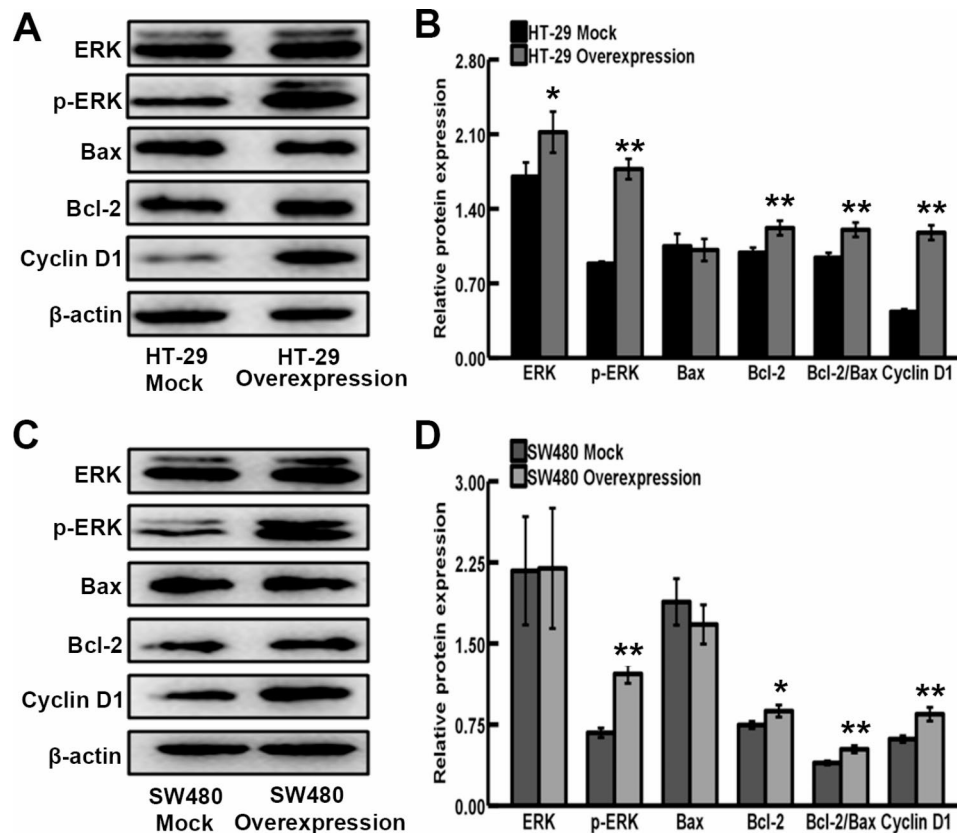 A
ERK
p-ERK
Bax
Bcl-2
Cyclin D1
β-actin
HT-29 HT-29
Mock Overexpression
B
HT-29 Mock
HT-29 Overexpression
Relative protein expression
2.80
2.10
1.40
0.70
0.00
*
**
**
**
**
ERK p-ERK Bax Bcl-2 Bcl-2/Bax Cyclin D1
C
ERK
p-ERK
Bax
Bcl-2
Cyclin D1
β-actin
SW480 SW480
Mock Overexpression
D
SW480 Mock
SW480 Overexpression
Relative protein expression
3.00
2.25
1.50
0.75
0.00
**
*
**
**
ERK p-ERK Bax Bcl-2 Bcl-2/Bax Cyclin D1